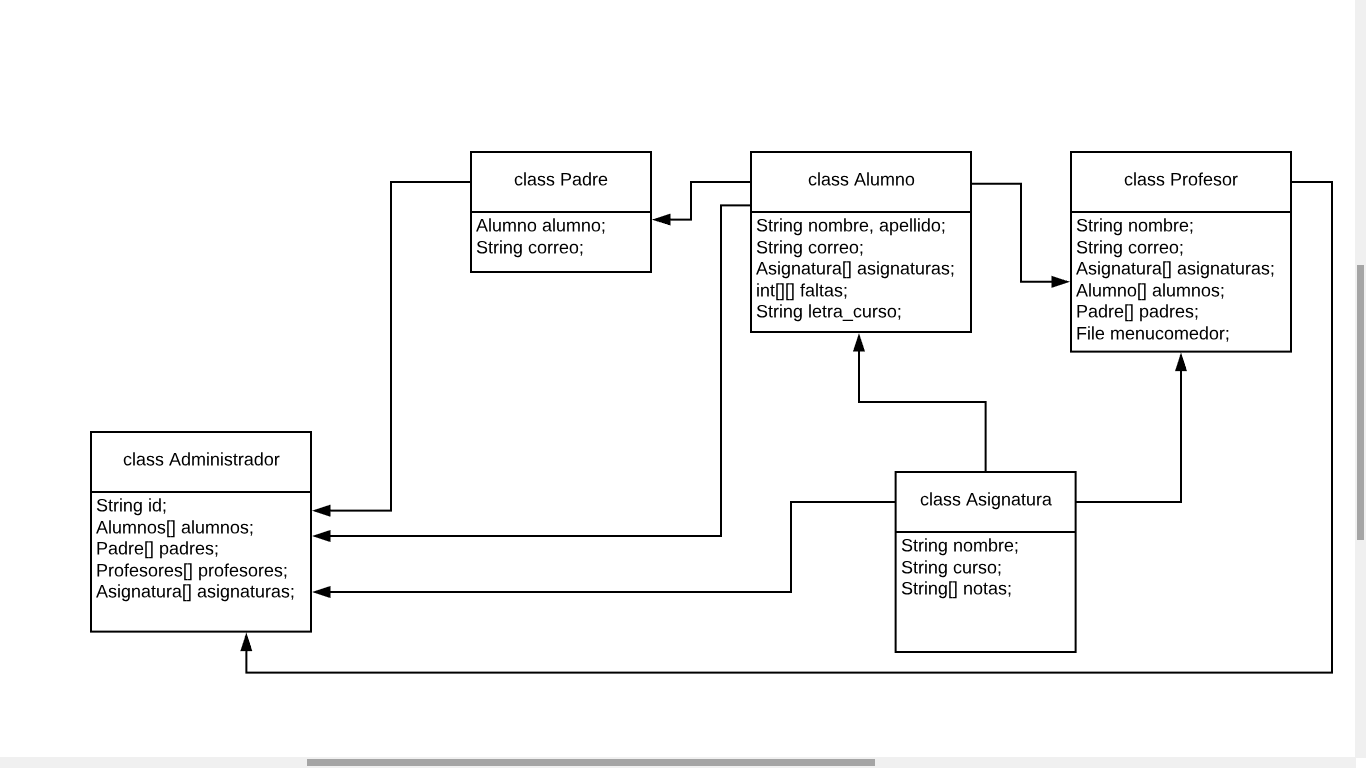 class Padre
Alumno alumno;
String correo;
class Alumno
String nombre, apellido;
String correo;
Asignatura[] asignaturas;
int[][] faltas;
String letra_curso;
class Profesor
String nombre;
String correo;
Asignatura[] asignaturas;
Alumno[] alumnos;
Padre[] padres;
File menucomedor;
class Administrador
String id;
Alumnos[] alumnos;
Padre[] padres;
Profesores[] profesores;
Asignatura[] asignaturas;
class Asignatura
String nombre;
String curso;
String[] notas;